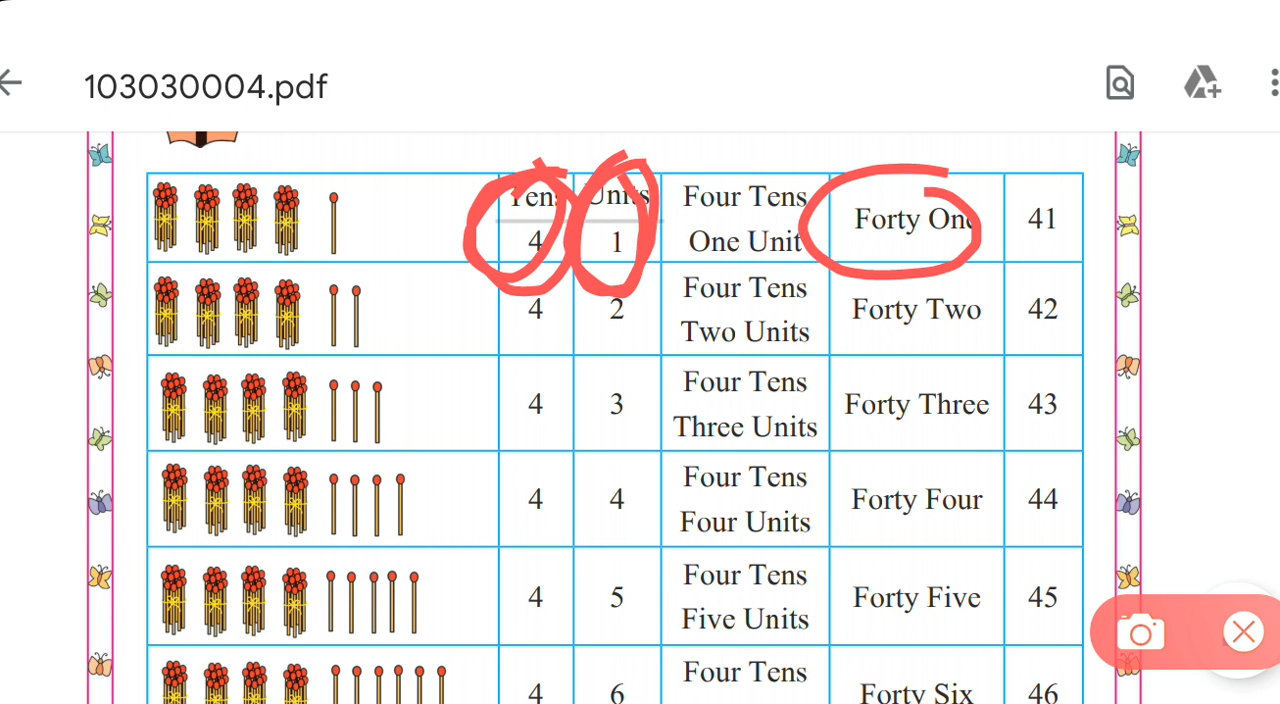 103030004.pdf
Tens Units Four Tens
4 1 One Unit Forty One 41
4 2 Four Tens Two Units Forty Two 42
4 3 Four Tens Three Units Forty Three 43
4 4 Four Tens Four Units Forty Four 44
4 5 Four Tens Five Units Forty Five 45
4 6 Four Tens Forty Six 46